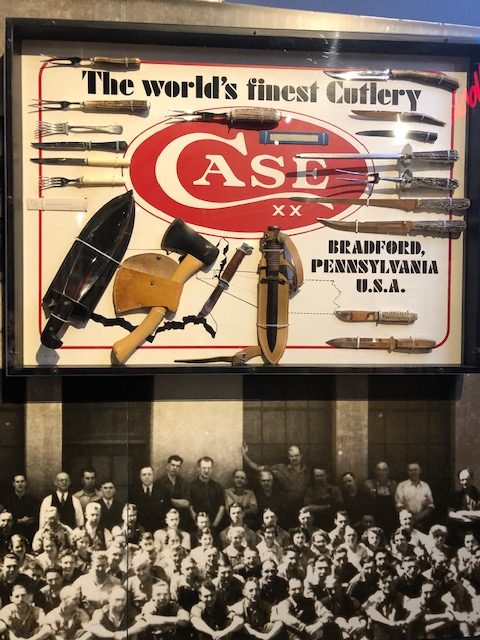 The world's finest Cutlery
CASE
XX
BRADFORD,
PENNSYLVANIA
U.S.A.